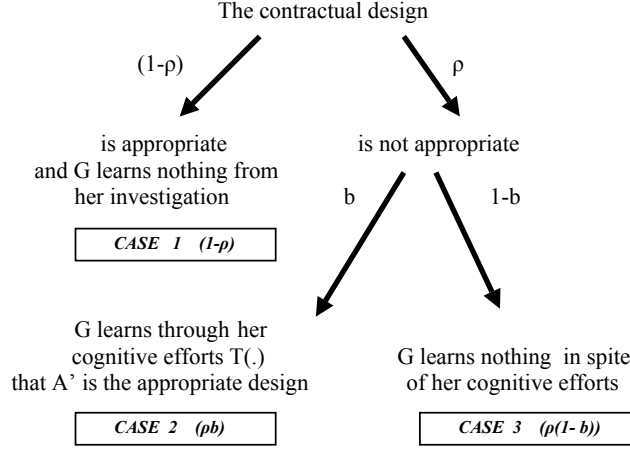 The contractual design
(1-ρ)
ρ
is appropriate
and G learns nothing from
her investigation
is not appropriate
b
1-b
CASE 1 (1-ρ)
G learns through her
cognitive efforts T(.)
that A’ is the appropriate design
G learns nothing in spite
of her cognitive efforts
CASE 2 (ρb)
CASE 3 (ρ(1- b))